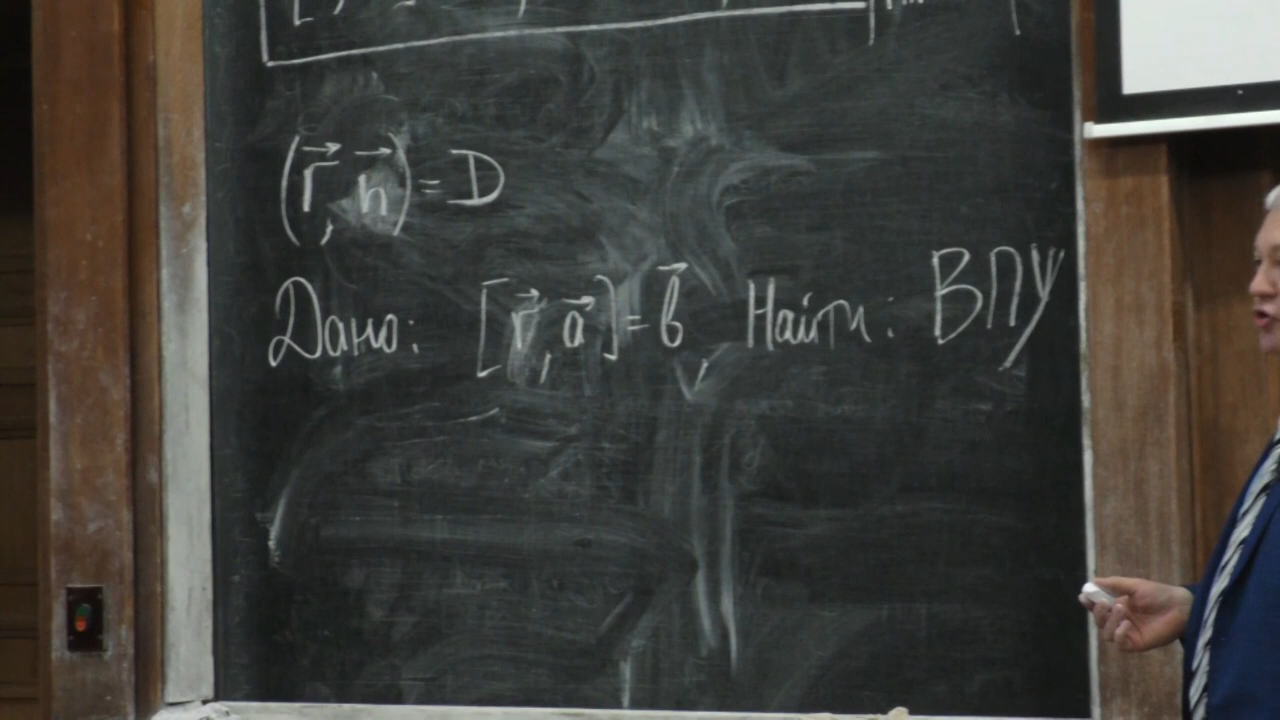 (r⃗, n⃗) = D
Дано: [r⃗, a⃗] = b⃗, Найти: ВПУ